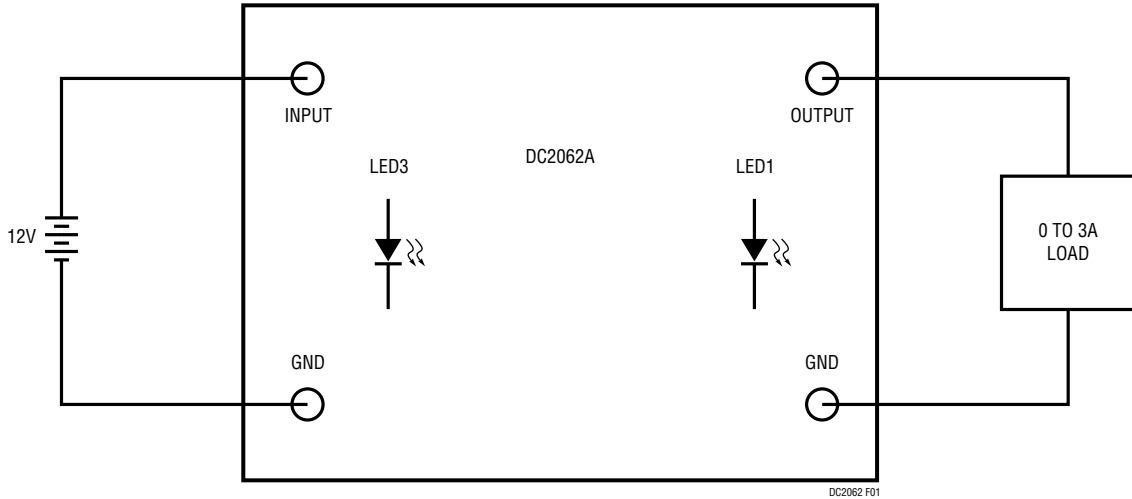 INPUT
OUTPUT
DC2062A
LED3
LED1
12V
0 TO 3A
LOAD
GND
GND
DC2062 F01